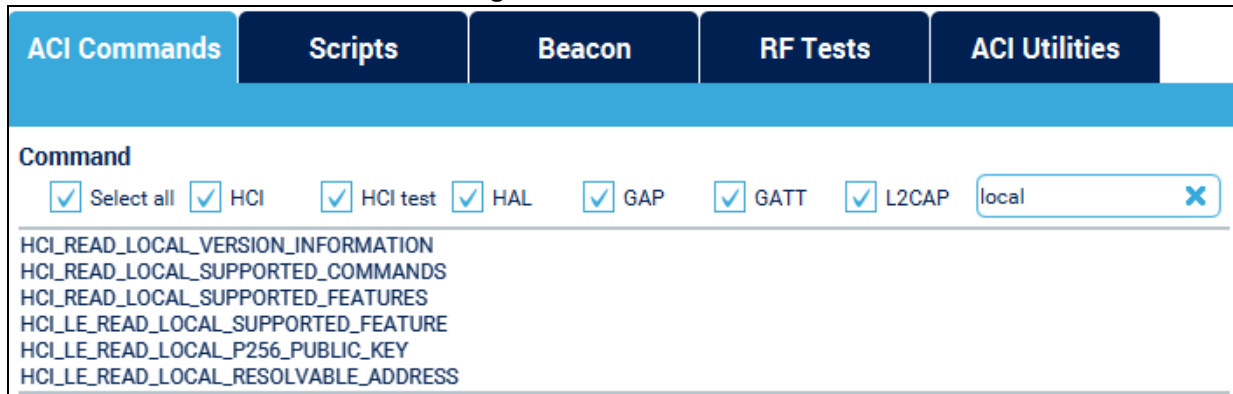 ACI Commands Scripts Beacon RF Tests ACI Utilities
Command
Select all HCI HCI test HAL GAP GATT L2CAP local
HCI_READ_LOCAL_VERSION_INFORMATION
HCI_READ_LOCAL_SUPPORTED_COMMANDS
HCI_READ_LOCAL_SUPPORTED_FEATURES
HCI_LE_READ_LOCAL_SUPPORTED_FEATURE
HCI_LE_READ_LOCAL_P256_PUBLIC_KEY
HCI_LE_READ_LOCAL_RESOLVABLE_ADDRESS